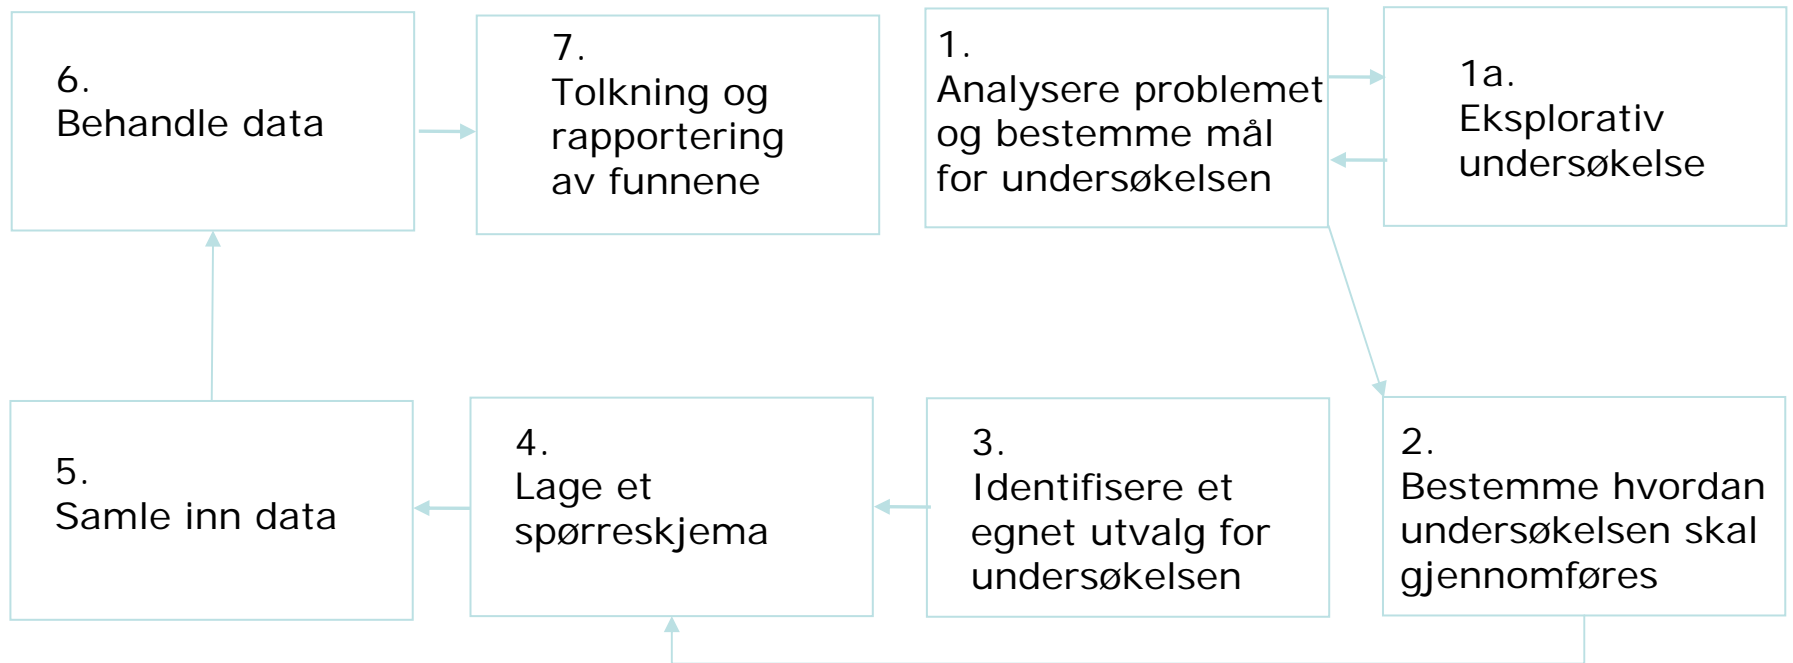 6.
Behandle data
7.
Tolkning og
rapportering
av funnene
1.
Analysere problemet
og bestemme mål
for undersøkelsen
1a.
Eksplorativ
undersøkelse
5.
Samle inn data
4.
Lage et
spørreskjema
3.
Identifisere et
egnet utvalg for
undersøkelsen
2.
Bestemme hvordan
undersøkelsen skal
gjennomføres